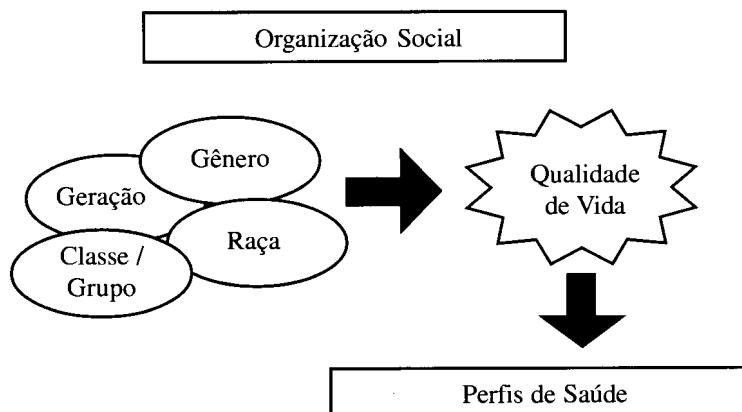 Organização Social
Gênero
Geração
Raça
Classe /
Grupo
Qualidade
de Vida
Perfis de Saúde